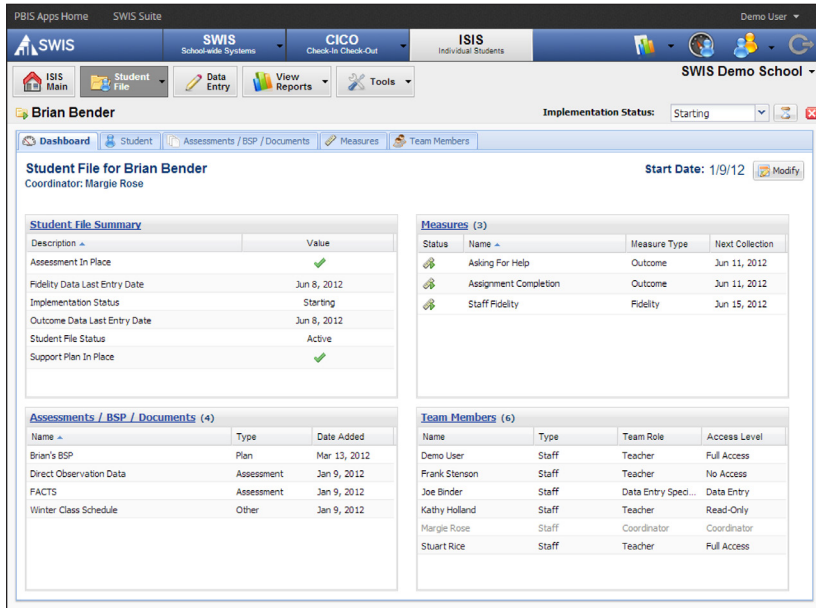 PBIS Apps Home SWIS Suite Demo User
SWIS SWIS CICO ISIS
School-wide Systems Check-In Check-Out Individual Students
SWIS Demo School
ISIS Main Student File Data Entry View Reports Tools
Brian Bender Implementation Status: Starting
Dashboard Student Assessments / BSP / Documents Measures Team Members
Student File for Brian Bender Start Date: 1/9/12 Modify
Coordinator: Margie Rose
Student File Summary
Description Value
Assessment In Place
Fidelity Data Last Entry Date Jun 8, 2012
Implementation Status Starting
Outcome Data Last Entry Date Jun 8, 2012
Student File Status Active
Support Plan In Place
Measures (3)
Status Name Measure Type Next Collection
Asking For Help Outcome Jun 11, 2012
Assignment Completion Outcome Jun 11, 2012
Staff Fidelity Fidelity Jun 15, 2012
Assessments / BSP / Documents (4)
Name Type Date Added
Brian's BSP Plan Mar 13, 2012
Direct Observation Data Assessment Jan 9, 2012
FACTS Assessment Jan 9, 2012
Winter Class Schedule Other Jan 9, 2012
Team Members (6)
Name Type Team Role Access Level
Demo User Staff Teacher Full Access
Frank Stenson Staff Teacher No Access
Joe Binder Staff Data Entry Speci... Data Entry
Kathy Holland Staff Teacher Read-Only
Margie Rose Staff Coordinator Coordinator
Stuart Rice Staff Teacher Full Access